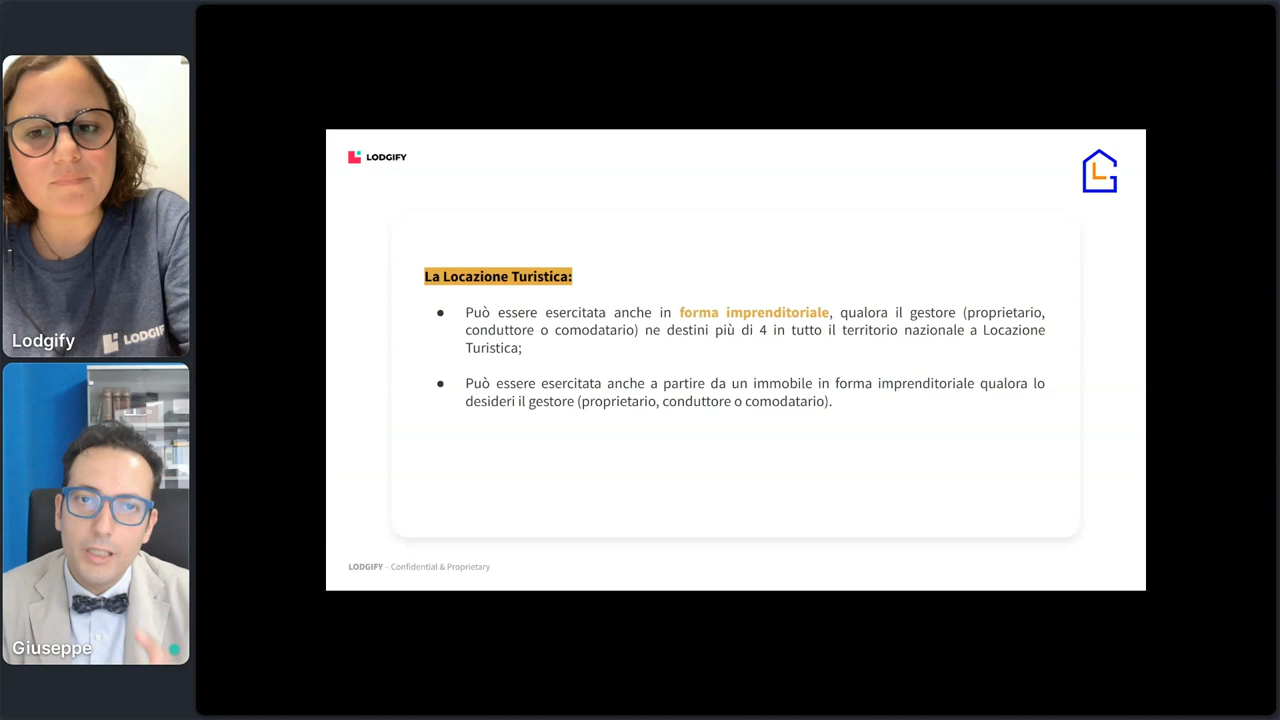 LODGIFY
Lodgify
Giuseppe
LODGIFY
La Locazione Turistica:
● Può essere esercitata anche in forma imprenditoriale, qualora il gestore (proprietario,
conduttore o comodatario) ne destini più di 4 in tutto il territorio nazionale a Locazione
Turistica;
● Può essere esercitata anche a partire da un immobile in forma imprenditoriale qualora lo
desideri il gestore (proprietario, conduttore o comodatario).
LODGIFY – Confidential & Proprietary